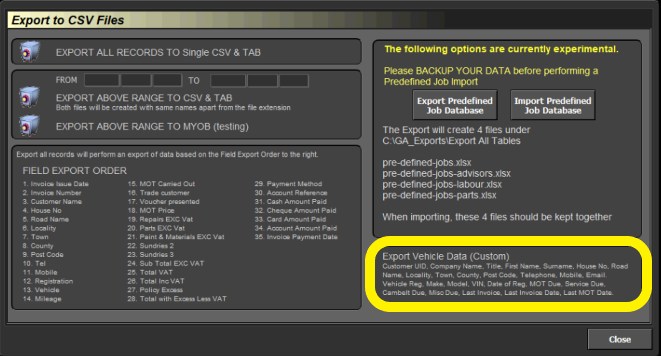 Export to CSV Files
EXPORT ALL RECORDS TO Single CSV & TAB
FROM TO
EXPORT ABOVE RANGE TO CSV & TAB
Both files will be created with same names apart from the file extension
EXPORT ABOVE RANGE TO MYOB (testing)
Export all records will perform an export of data based on the Field Export Order to the right.
FIELD EXPORT ORDER
1. Invoice Issue Date
2. Invoice Number
3. Customer Name
4. House No
5. Road Name
6. Locality
7. Town
8. County
9. Post Code
10. Tel
11. Mobile
12. Registration
13. Vehicle
14. Mileage
15. MOT Carried Out
16. Trade customer
17. Voucher presented
18. MOT Price
19. Repairs EXC Vat
20. Parts EXC Vat
21. Paint & Materials EXC Vat
22. Sundries 2
23. Sundries 3
24. Sub Total EXC VAT
25. Total VAT
26. Total Inc VAT
27. Policy Excess
28. Total with Excess Less VAT
29. Payment Method
30. Account Reference
31. Cash Amount Paid
32. Cheque Amount Paid
33. Card Amount Paid
34. Account Amount Paid
35. Invoice Payment Date
The following options are currently experimental.
Please BACKUP YOUR DATA before performing a
Predefined Job Import
Export Predefined
Job Database
Import Predefined
Job Database
The Export will create 4 files under
C:\GA_Exports\Export All Tables
pre-defined-jobs.xlsx
pre-defined-jobs-advisors.xlsx
pre-defined-jobs-labour.xlsx
pre-defined-jobs-parts.xlsx
When importing, these 4 files should be kept together
Export Vehicle Data (Custom)
Customer UID, Company Name, Title, First Name, Surname, House No, Road
Name, Locality, Town, County, Post Code, Telephone, Mobile, Email.
Vehicle Reg, Make, Model, VIN, Date of Reg, MOT Due, Service Due,
Cambelt Due, Misc Due, Last Invoice, Last Invoice Date, Last MOT Date.
Close